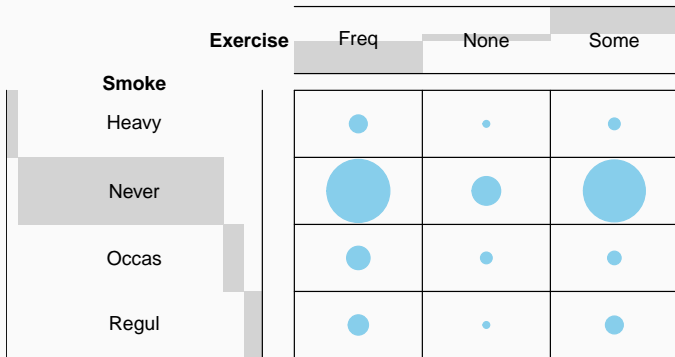 Exercise Freq None Some
Smoke
Heavy
Never
Occas
Regul